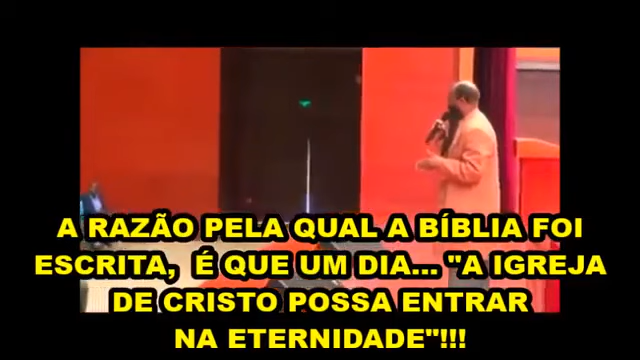 A RAZÃO PELA QUAL A BÍBLIA FOI
ESCRITA, É QUE UM DIA... "A IGREJA
DE CRISTO POSSA ENTRAR
NA ETERNIDADE"!!!